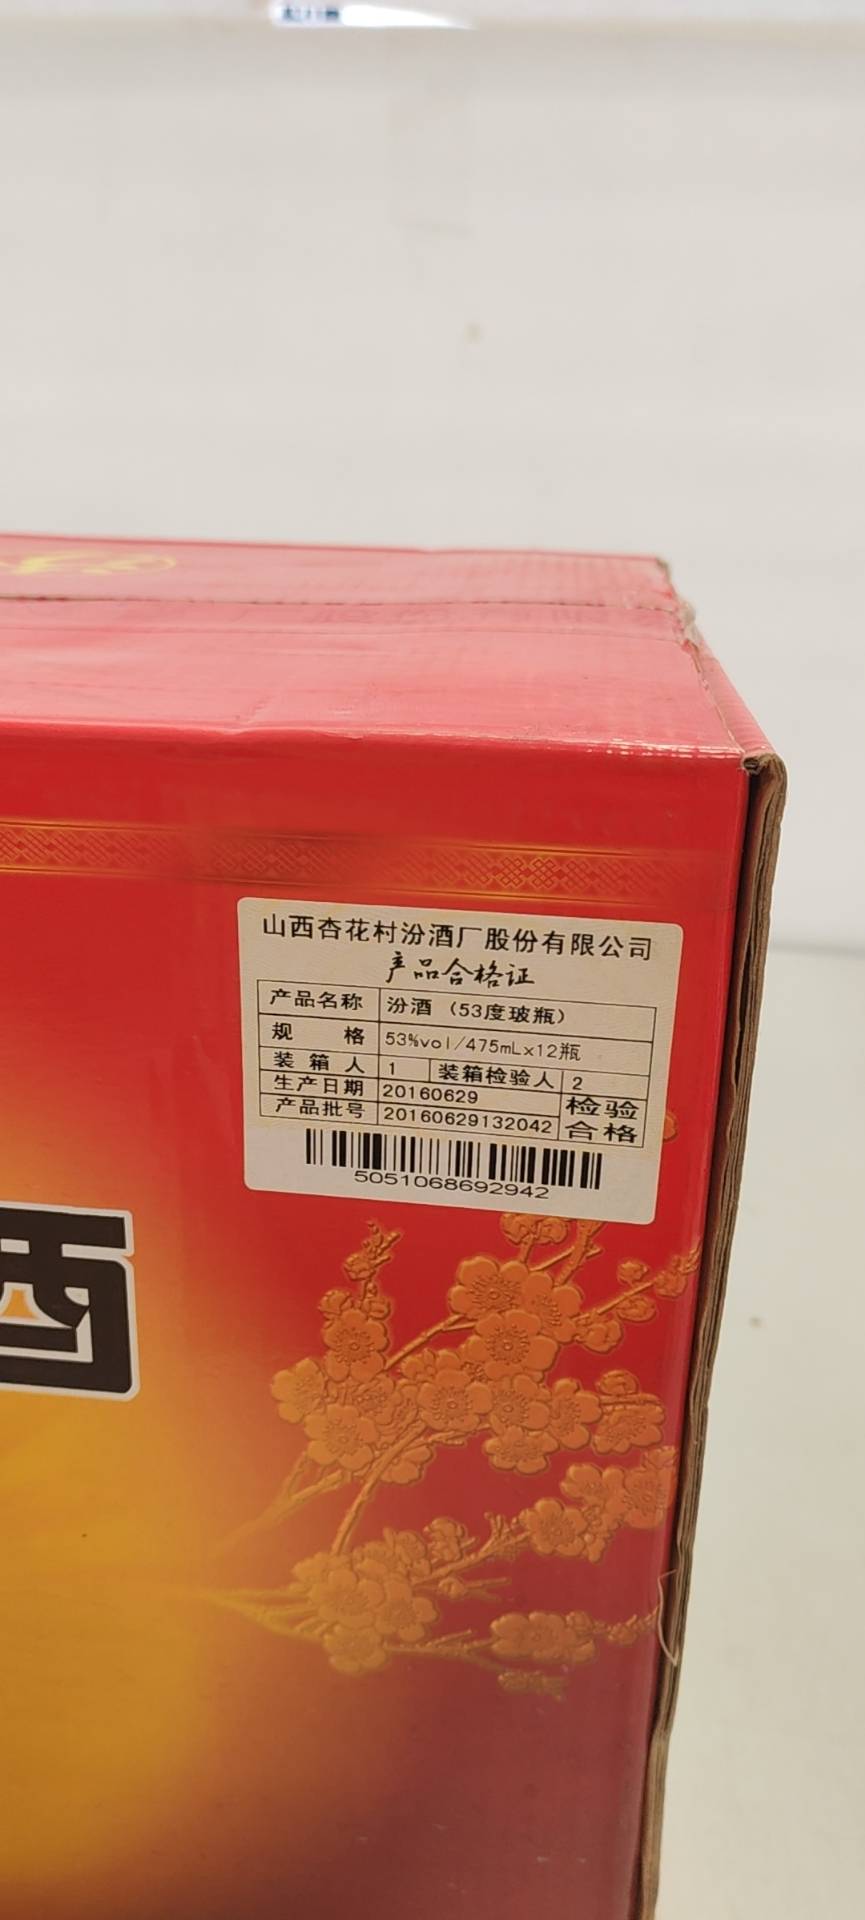 山西杏花村汾酒厂股份有限公司
产品合格证
产品名称 汾酒（53度玻瓶）
规 格 53%vol/475mL×12瓶
装箱人 1 装箱检验人 2
生产日期 20160629 检验
产品批号 20160629132042 合格
5051068692942
酒